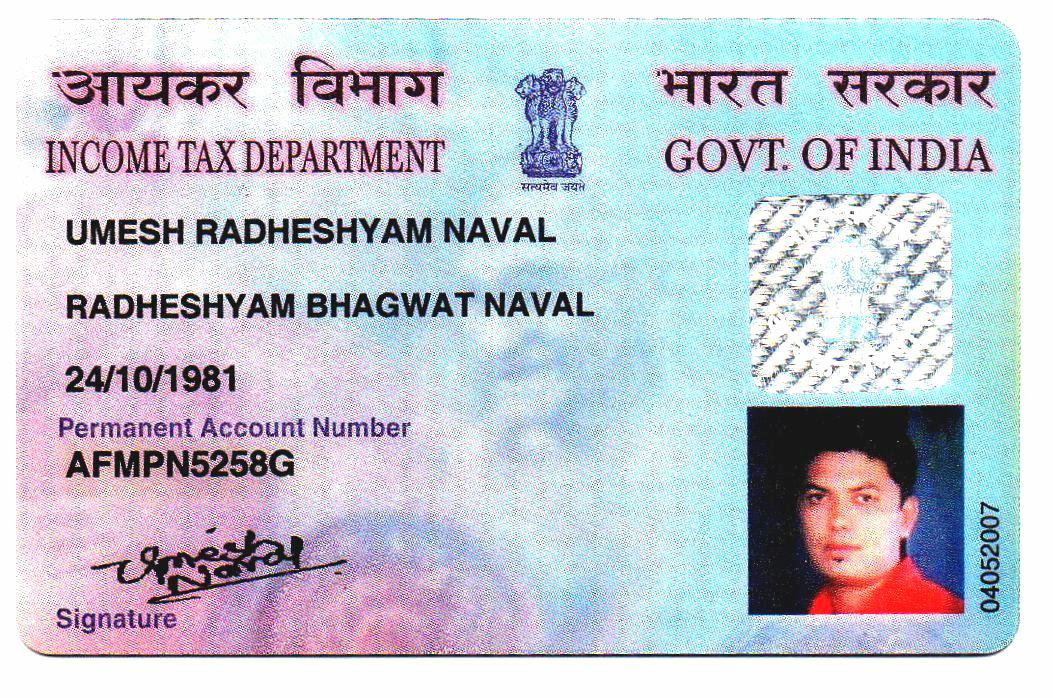 आयकर विभाग
INCOME TAX DEPARTMENT
सत्यमेव जयते
भारत सरकार
GOVT. OF INDIA
UMESH RADHESHYAM NAVAL
RADHESHYAM BHAGWAT NAVAL
24/10/1981
Permanent Account Number
AFMPN5258G
Umesh
Naval
Signature
04052007